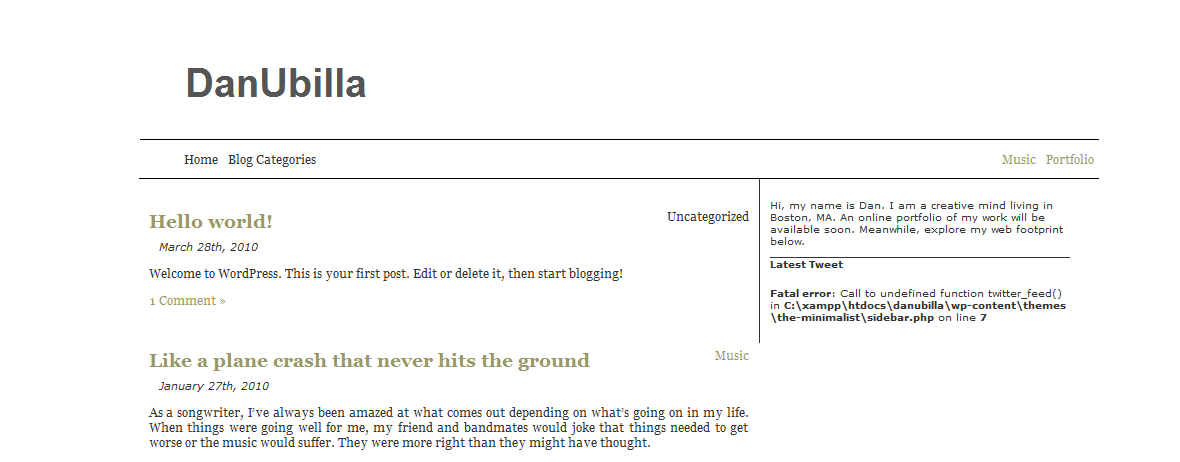 DanUbilla
Home Blog Categories Music Portfolio
Hello world!
Uncategorized
March 28th, 2010
Welcome to WordPress. This is your first post. Edit or delete it, then start blogging!
1 Comment »
Like a plane crash that never hits the ground
Music
January 27th, 2010
As a songwriter, I've always been amazed at what comes out depending on what's going on in my life.
When things were going well for me, my friend and bandmates would joke that things needed to get
worse or the music would suffer. They were more right than they might have thought.
Hi, my name is Dan. I am a creative mind living in
Boston, MA. An online portfolio of my work will be
available soon. Meanwhile, explore my web footprint
below.
Latest Tweet
Fatal error: Call to undefined function twitter_feed()
in C:\xampp\htdocs\danubilla\wp-content\themes
\the-minimalist\sidebar.php on line 7